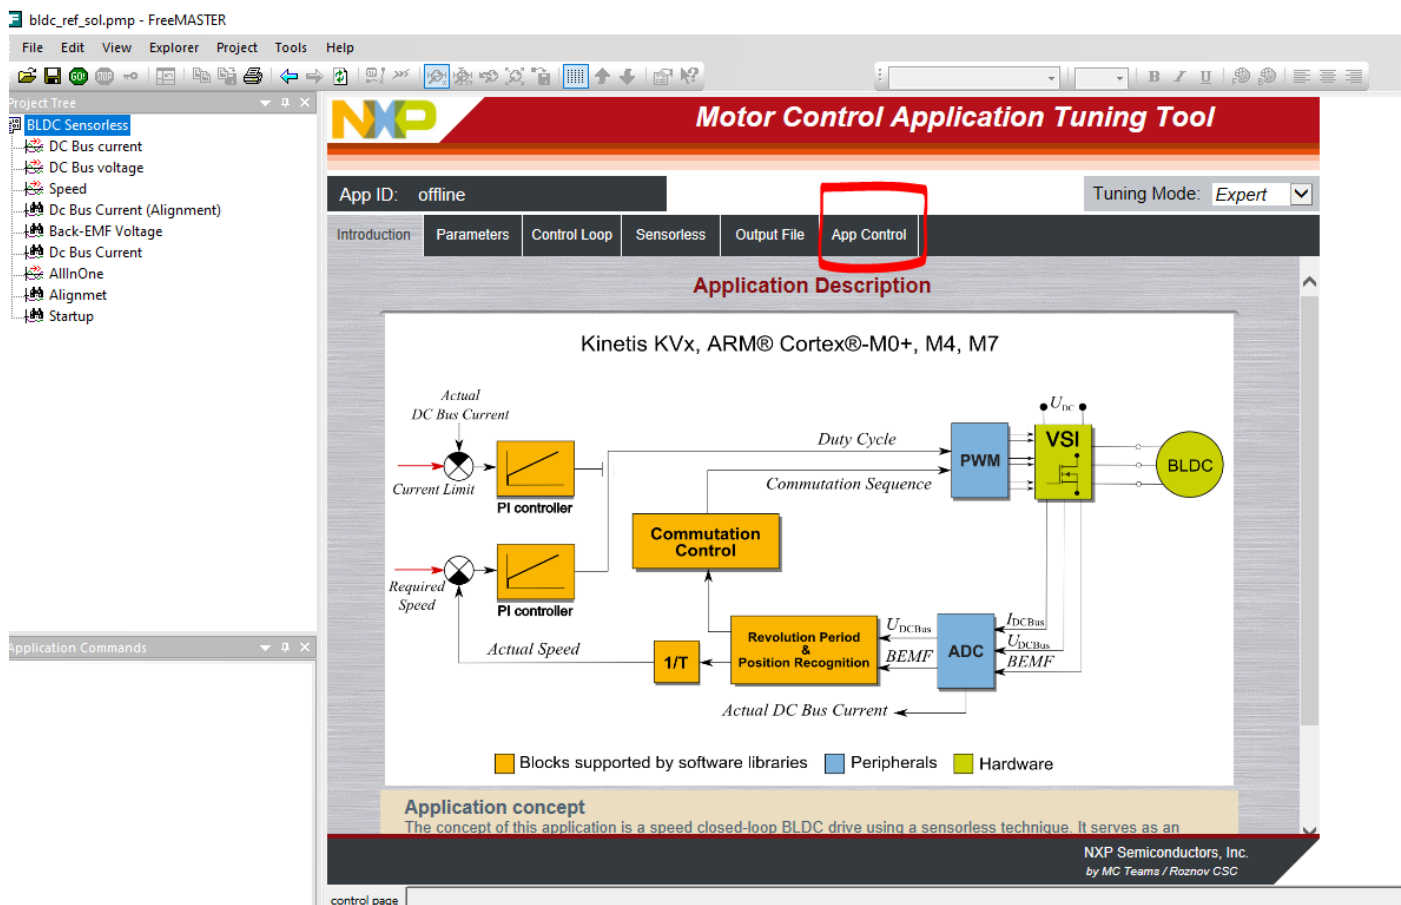 bldc_ref_sol.pmp - FreeMASTER
File Edit View Explorer Project Tools Help
GO! STOP
B I U
Project Tree
BLDC Sensorless
DC Bus current
DC Bus voltage
Speed
Dc Bus Current (Alignment)
Back-EMF Voltage
Dc Bus Current
AllInOne
Alignmet
Startup
Application Commands
NXP
Motor Control Application Tuning Tool
App ID: offline
Tuning Mode: Expert
Introduction Parameters Control Loop Sensorless Output File App Control
Application Description
Kinetis KVx, ARM® Cortex®-M0+, M4, M7
Actual
DC Bus Current
Current Limit
PI controller
Required
Speed
PI controller
Actual Speed
Duty Cycle
Commutation Sequence
Commutation
Control
PWM
UDC
VSI
BLDC
1/T
Revolution Period
&
Position Recognition
UDCBus
BEMF
ADC
IDCBus
UDCBus
BEMF
Actual DC Bus Current
Blocks supported by software libraries Peripherals Hardware
Application concept
The concept of this application is a speed closed-loop BLDC drive using a sensorless technique. It serves as an
NXP Semiconductors, Inc.
by MC Teams / Roznov CSC
control page